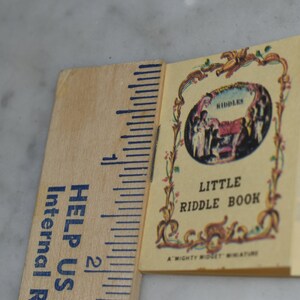 RIDDLES
LITTLE
RIDDLE BOOK
A "MIGHTY MIDGET" MINIATURE
1
2
HELP US
Internal R